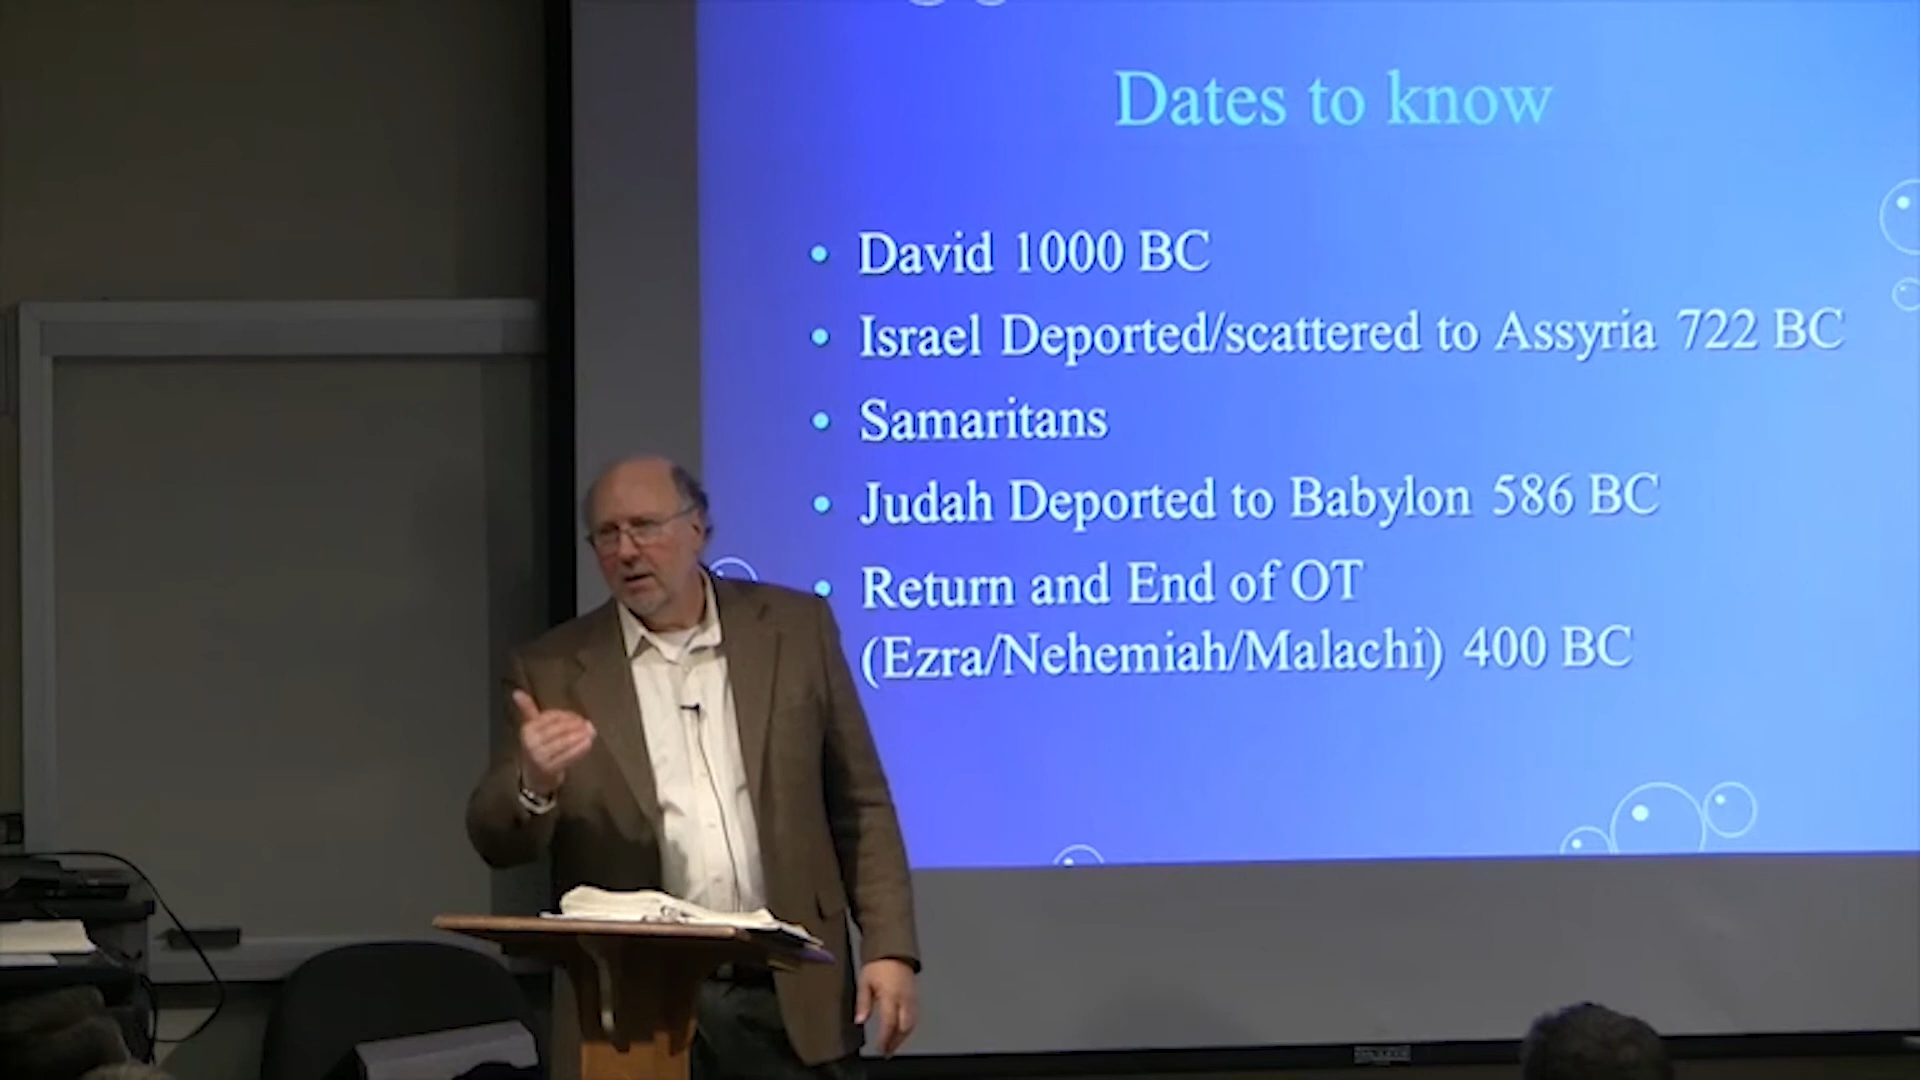 Dates to know
• David 1000 BC
• Israel Deported/scattered to Assyria 722 BC
• Samaritans
• Judah Deported to Babylon 586 BC
• Return and End of OT
(Ezra/Nehemiah/Malachi) 400 BC